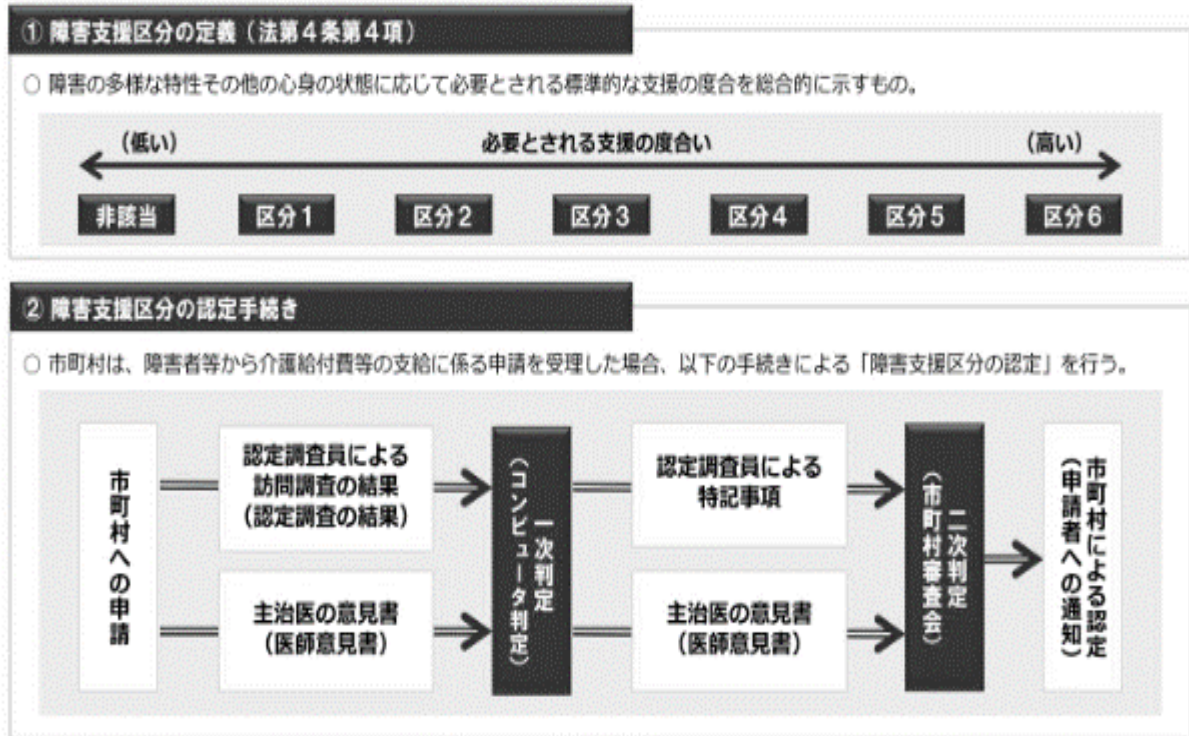 ① 障害支援区分の定義（法第４条第４項）
○ 障害の多様な特性その他の心身の状態に応じて必要とされる標準的な支援の度合を総合的に示すもの。
（低い）
必要とされる支援の度合い
（高い）
非該当
区分１
区分２
区分３
区分４
区分５
区分６
② 障害支援区分の認定手続き
○ 市町村は、障害者等から介護給付費等の支給に係る申請を受理した場合、以下の手続きによる「障害支援区分の認定」を行う。
市町村への申請
認定調査員による
訪問調査の結果
（認定調査の結果）
主治医の意見書
（医師意見書）
一次判定
（コンピュータ判定）
認定調査員による
特記事項
主治医の意見書
（医師意見書）
二次判定
（市町村審査会）
市町村による認定
（申請者への通知）